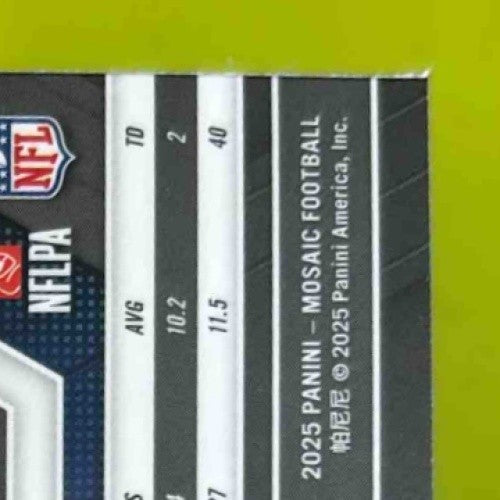 NFL
NFLPA
AVG TD
10.2 2
11.5 40
2025 PANINI – MOSAIC FOOTBALL
帕尼尼 © 2025 Panini America, Inc.